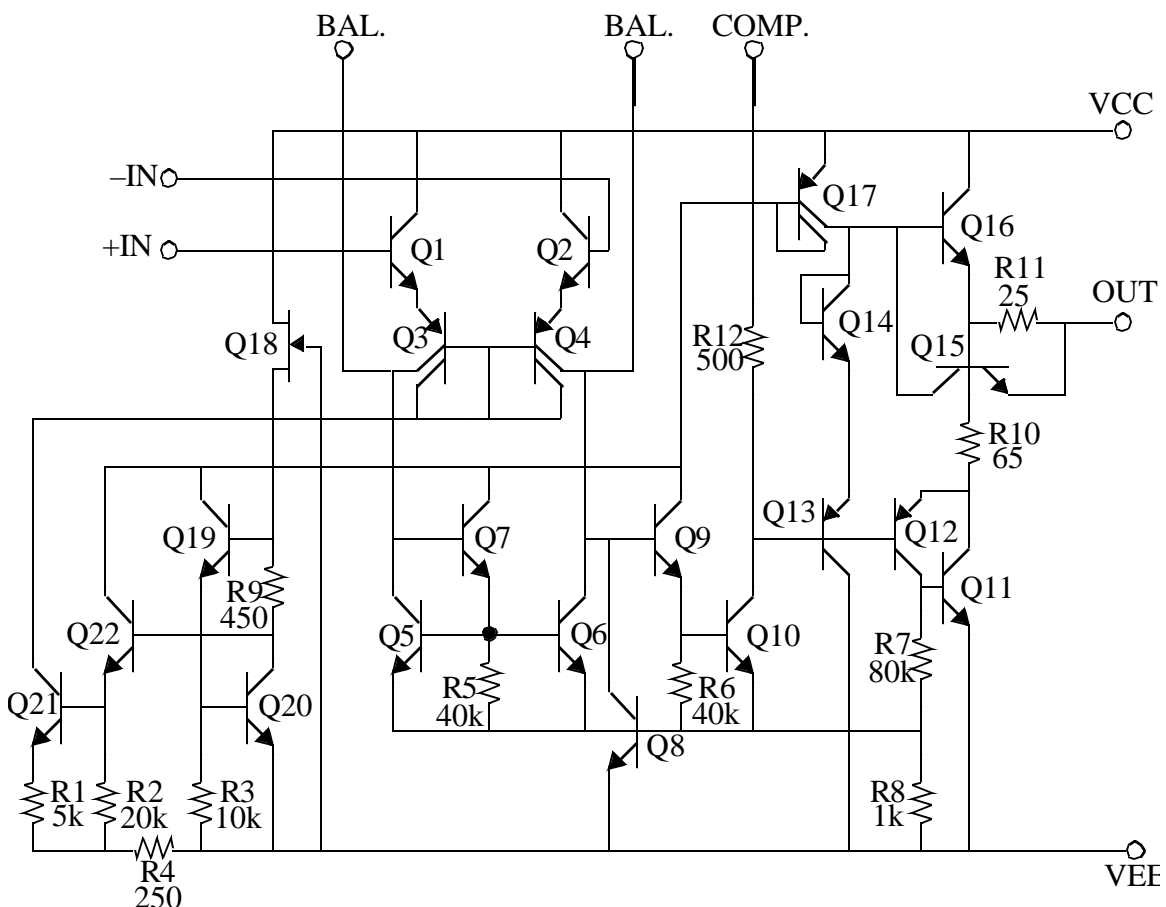 BAL.
BAL.
COMP.
VCC
–IN
+IN
Q1
Q2
Q17
Q16
R11
25
OUT
Q18
Q3
Q4
R12
500
Q14
Q15
R10
65
Q19
Q7
Q9
Q13
Q12
R9
450
Q11
Q22
Q5
Q6
Q10
R7
80k
Q21
Q20
R5
40k
R6
40k
Q8
R1
5k
R2
20k
R3
10k
R8
1k
R4
250
VEE